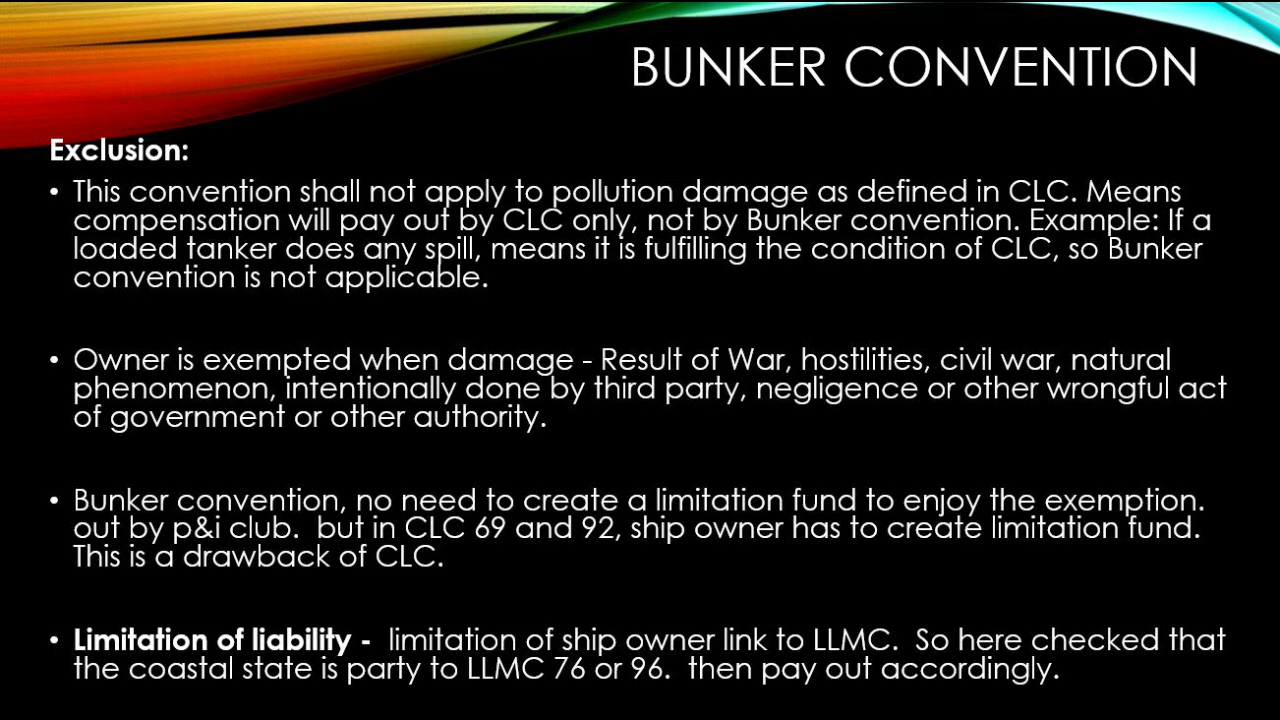 BUNKER CONVENTION
Exclusion:
• This convention shall not apply to pollution damage as defined in CLC. Means
compensation will pay out by CLC only, not by Bunker convention. Example: If a
loaded tanker does any spill, means it is fulfilling the condition of CLC, so Bunker
convention is not applicable.
• Owner is exempted when damage - Result of War, hostilities, civil war, natural
phenomenon, intentionally done by third party, negligence or other wrongful act
of government or other authority.
• Bunker convention, no need to create a limitation fund to enjoy the exemption.
out by p&i club.  but in CLC 69 and 92, ship owner has to create limitation fund.
This is a drawback of CLC.
• Limitation of liability -  limitation of ship owner link to LLMC.  So here checked that
the coastal state is party to LLMC 76 or 96.  then pay out accordingly.